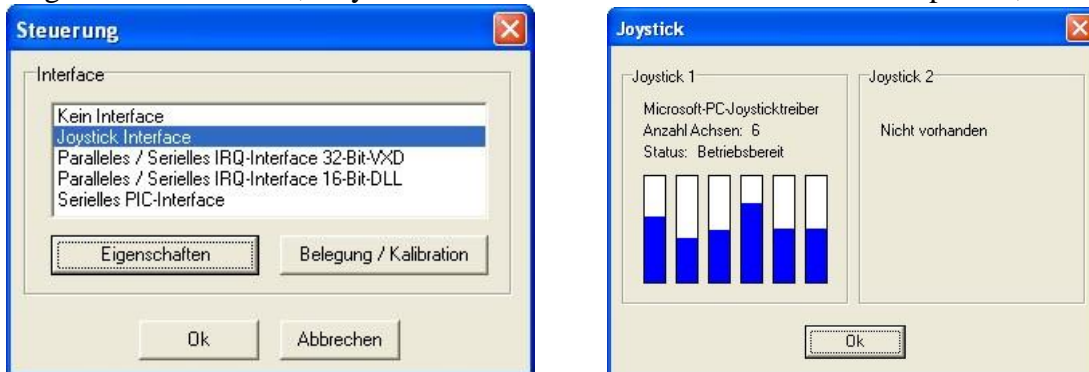 Steuerung
Interface
Kein Interface
Joystick Interface
Paralleles / Serielles IRQ-Interface 32-Bit-VXD
Paralleles / Serielles IRQ-Interface 16-Bit-DLL
Serielles PIC-Interface
Eigenschaften
Belegung / Kalibration
Ok
Abbrechen
Joystick
Joystick 1
Microsoft-PC-Joysticktreiber
Anzahl Achsen: 6
Status: Betriebsbereit
Joystick 2
Nicht vorhanden
Ok